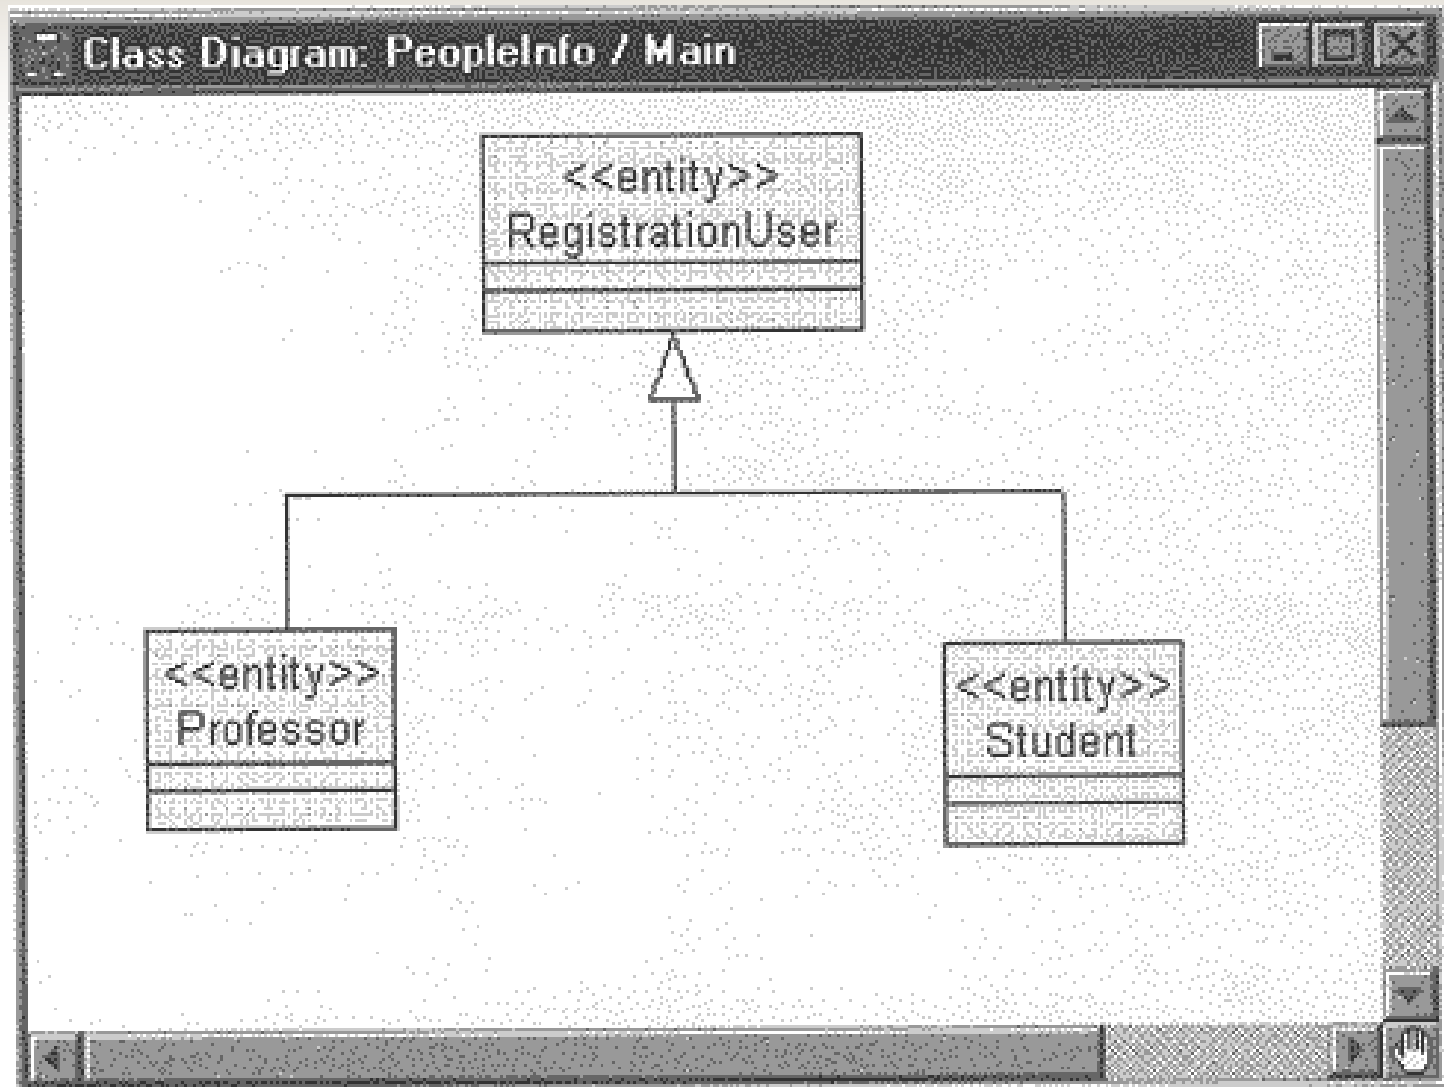 Class Diagram: PeopleInfo / Main
<<entity>>
RegistrationUser
<<entity>>
Professor
<<entity>>
Student